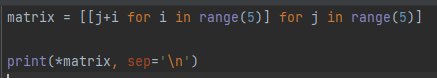 matrix = [[j+i for i in range(5)] for j in range(5)]
print(*matrix, sep='\n')